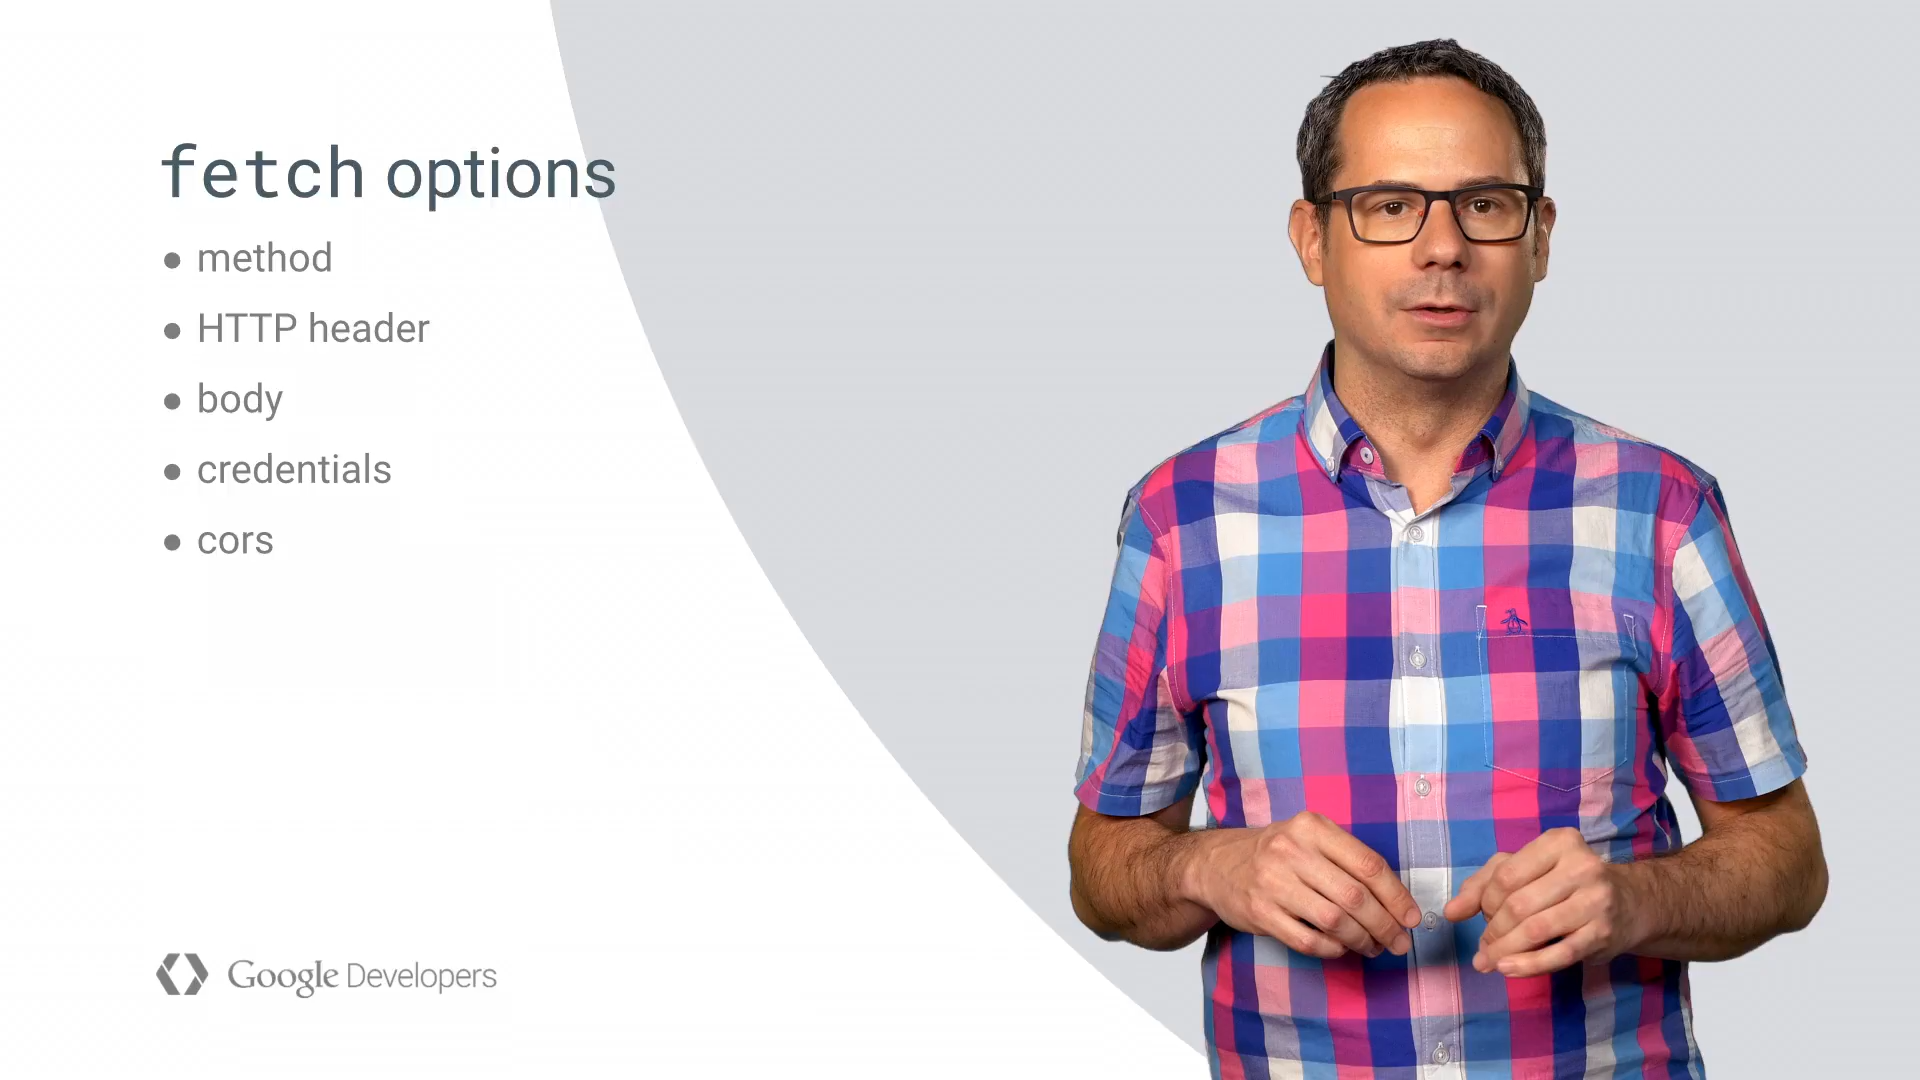 fetch options
● method
● HTTP header
● body
● credentials
● cors
Google Developers